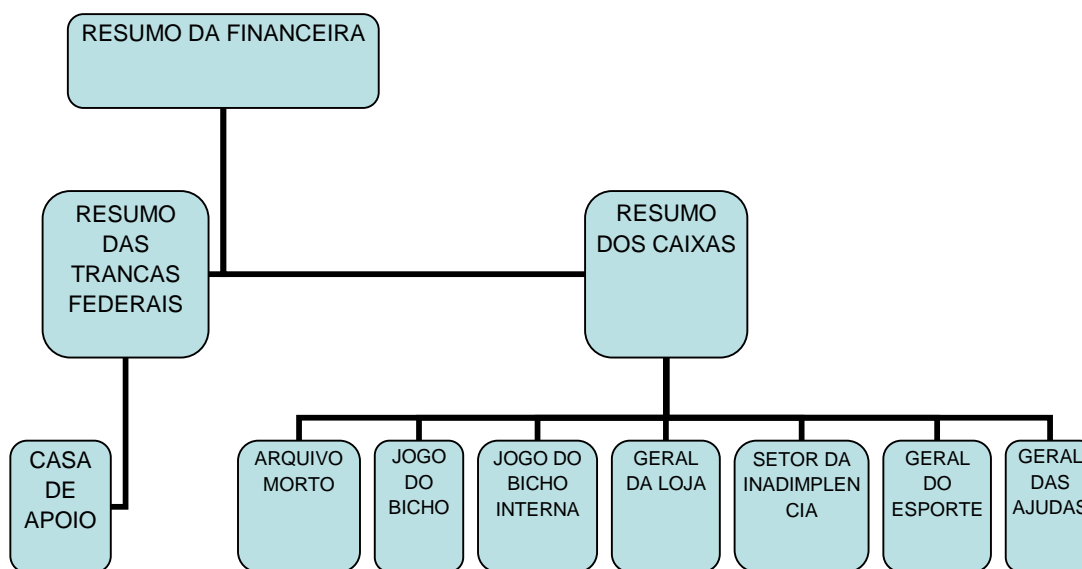 RESUMO DA FINANCEIRA
RESUMO
DAS
TRANCAS
FEDERAIS
RESUMO
DOS CAIXAS
CASA
DE
APOIO
ARQUIVO
MORTO
JOGO
DO
BICHO
JOGO DO
BICHO
INTERNA
GERAL
DA LOJA
SETOR DA
INADIMPLEN
CIA
GERAL
DO
ESPORTE
GERAL
DAS
AJUDAS